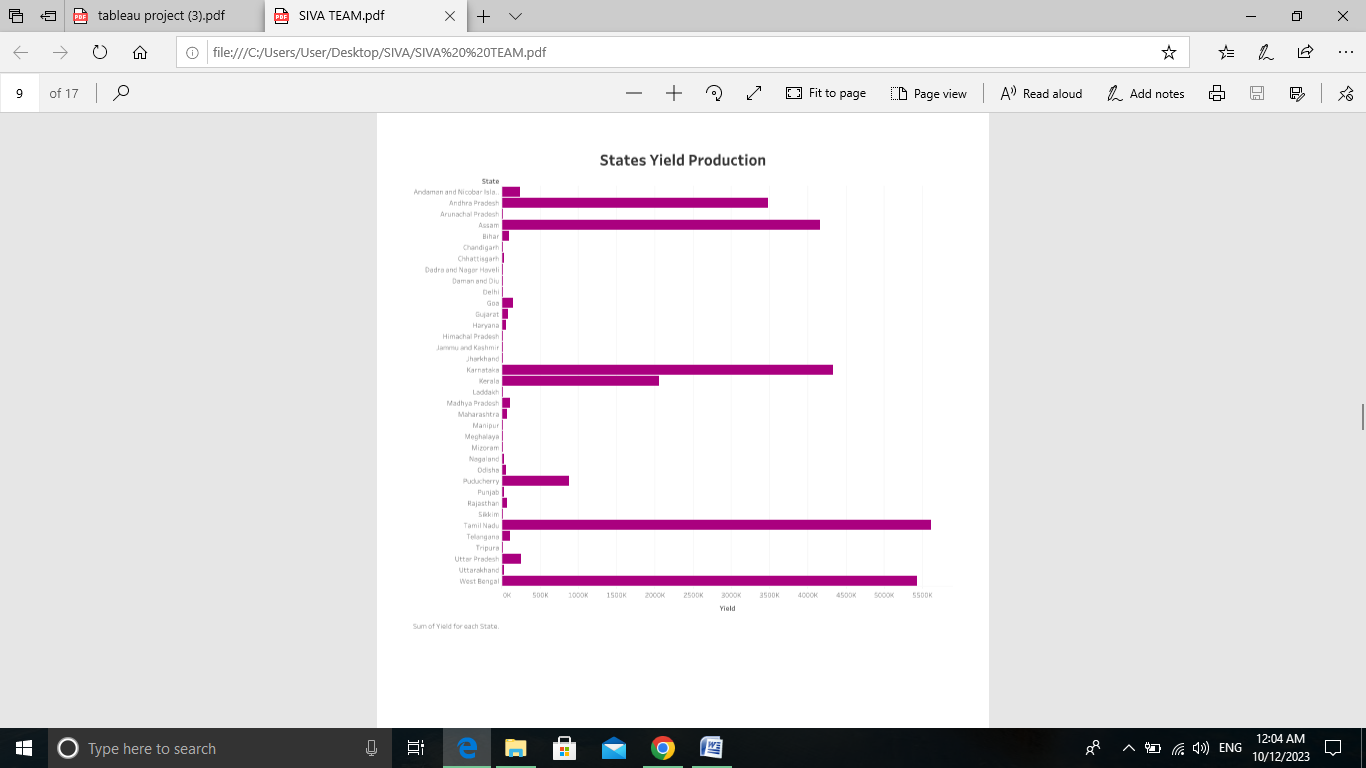 tableau project (3).pdf
SIVA TEAM.pdf
file:///C:/Users/User/Desktop/SIVA/SIVA%20%20TEAM.pdf
9 of 17
Fit to page
Page view
Read aloud
Add notes
States Yield Production
State
Andaman and Nicobar Isla..
Andhra Pradesh
Arunachal Pradesh
Assam
Bihar
Chandigarh
Chhattisgarh
Dadra and Nagar Haveli
Daman and Diu
Delhi
Goa
Gujarat
Haryana
Himachal Pradesh
Jammu and Kashmir
Jharkhand
Karnataka
Kerala
Laddakh
Madhya Pradesh
Maharashtra
Manipur
Meghalaya
Mizoram
Nagaland
Odisha
Puducherry
Punjab
Rajasthan
Sikkim
Tamil Nadu
Telangana
Tripura
Uttar Pradesh
Uttarakhand
West Bengal
0K 500K 1000K 1500K 2000K 2500K 3000K 3500K 4000K 4500K 5000K 5500K
Yield
Sum of Yield for each State.
Type here to search
ENG
12:04 AM
10/12/2023